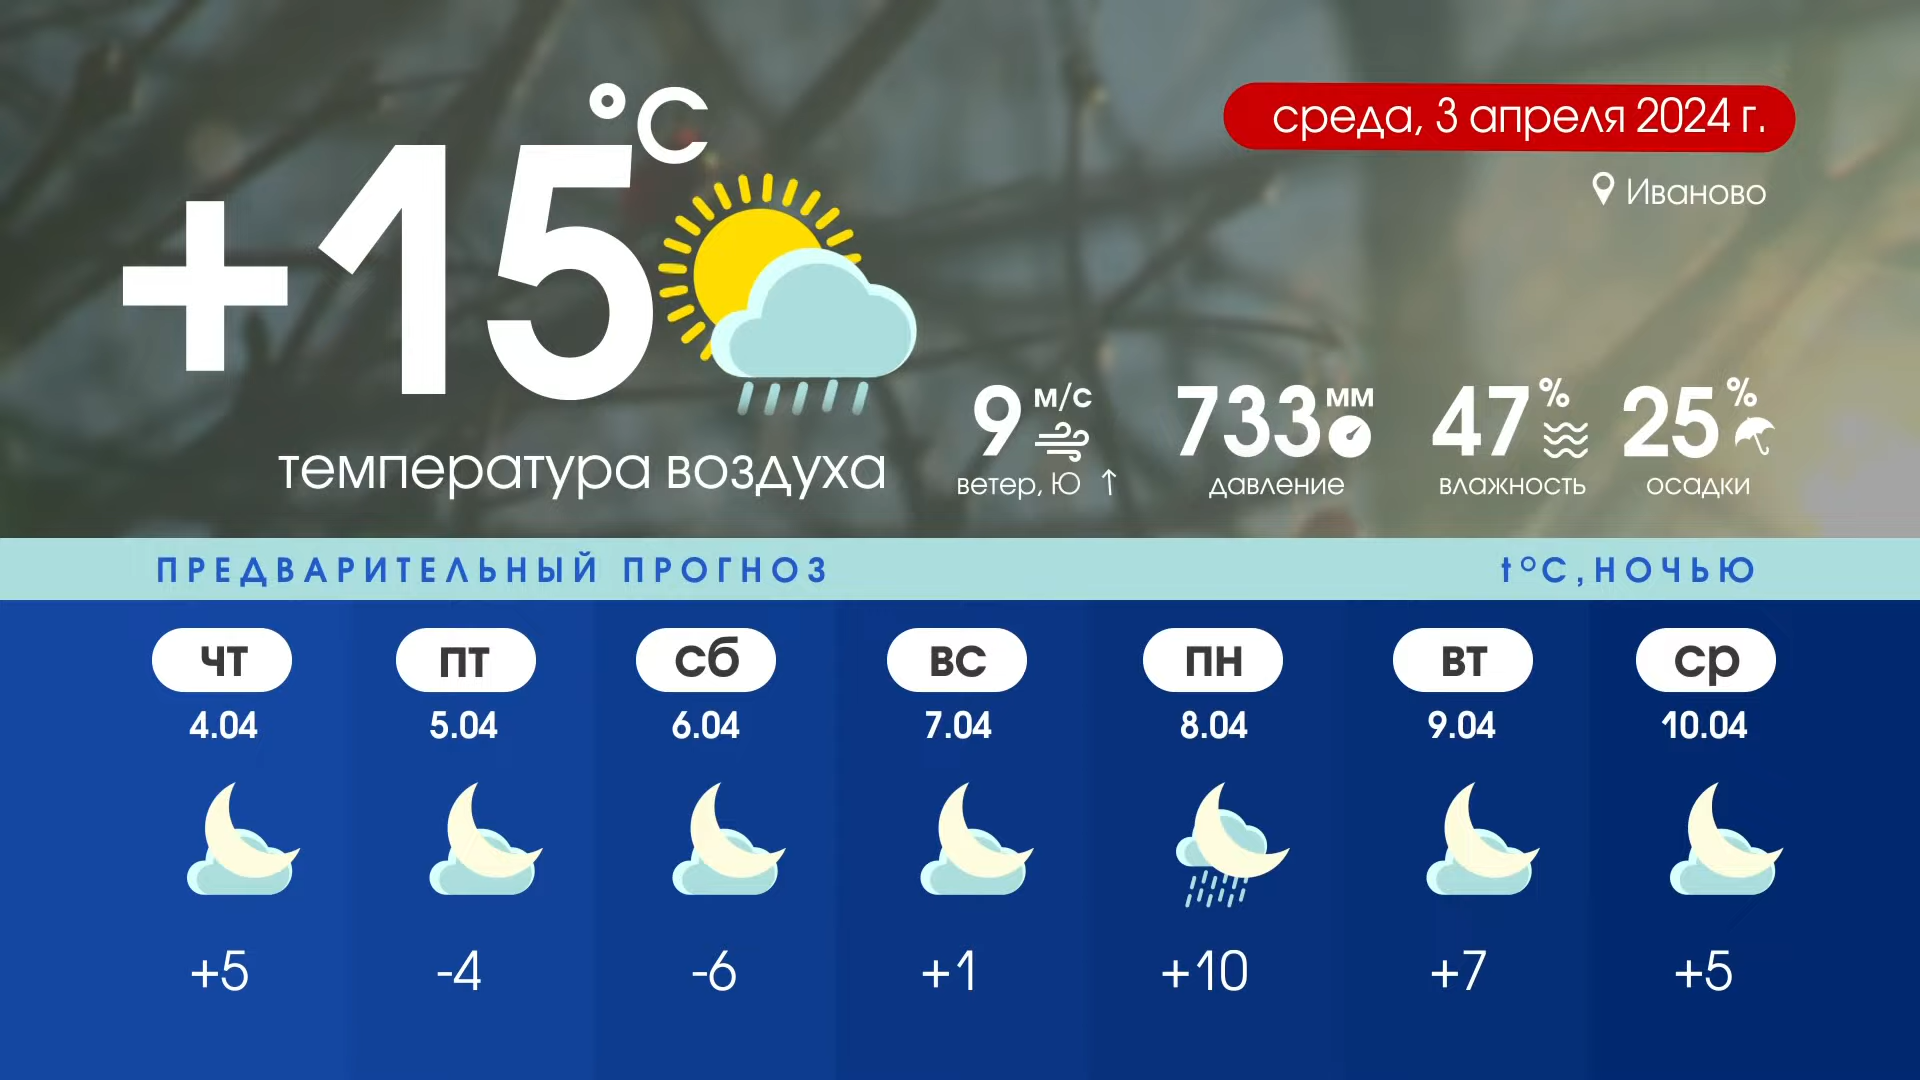 среда, 3 апреля 2024 г.
Иваново
+15°C
температура воздуха
9 м/с
ветер, Ю ↑
733 мм
давление
47 %
влажность
25 %
осадки
ПРЕДВАРИТЕЛЬНЫЙ ПРОГНОЗ
t°C, НОЧЬЮ
чт пт сб вс пн вт ср
4.04 5.04 6.04 7.04 8.04 9.04 10.04
+5 -4 -6 +1 +10 +7 +5